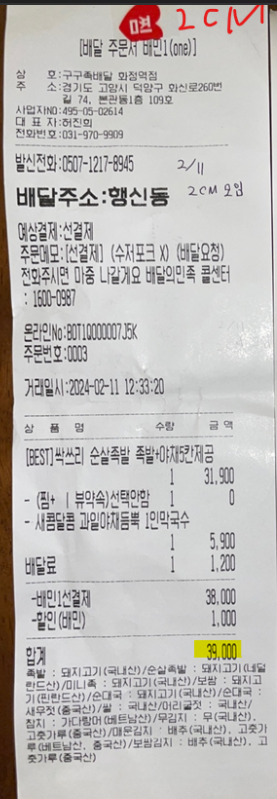 2CM
[배달 주문서 배민1(one)]
상 호:구구족배달 화정역점
주 소:경기도 고양시 덕양구 화신로260번
길 74, 본관동1층 109호
사업자NO:495-05-02614
대 표 자:허진희
전화번호:031-970-9909
발신전화:0507-1217-8945
2/11
배달주소:행신동
2CM 모임
예상결제:선결제
주문메모:[선결제] (수저포크 X) (배달요청)
전화주시면 마중 나갈게요 배달의민족 콜센터
: 1600-0987
온라인No:B0T1Q00007J5K
주문번호:0003
거래일시:2024-02-11 12:33:20
상 품 명 수량 금 액
[BEST]싹쓰리 순살족발 족발+야채5칸제공
1 31,900
- (찜+ | 뷰약속)선택안함 1 0
- 새콤달콤 과일야채듬뿍 1인막국수
1 5,900
배달료 1 1,200
-배민1선결제 38,000
-할인(배민) 1,000
합계 39,000
족발 : 돼지고기(국내산)/순살족발 : 돼지고기(네덜
란드산)/미니족 : 돼지고기(국내산)/보쌈 : 돼지고
기(핀란드산)/순대국 : 돼지고기(국내산)/순대국 :
새우젓(중국산)/쌀 : 국내산/어리굴젓 : 국내산/
참치 : 가다랑어(베트남산)/무김치 : 무(국내산),
고춧가루(중국산)/매운김치 : 배추(국내산), 고춧가
루(베트남산, 중국산)/보쌈김치 : 배추(국내산), 고
춧가루(중국산)